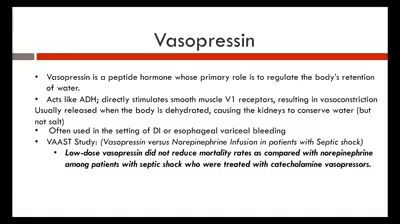 Vasopressin
• Vasopressin is a peptide hormone whose primary role is to regulate the body's retention
of water.
• Acts like ADH; directly stimulates smooth muscle V1 receptors, resulting in vasoconstriction
Usually released when the body is dehydrated, causing the kidneys to conserve water (but
not salt)
• Often used in the setting of DI or esophageal variceal bleeding
• VAAST Study: (Vasopressin versus Norepinephrine Infusion in patients with Septic shock)
• Low-dose vasopressin did not reduce mortality rates as compared with norepinephrine
among patients with septic shock who were treated with catecholamine vasopressors.